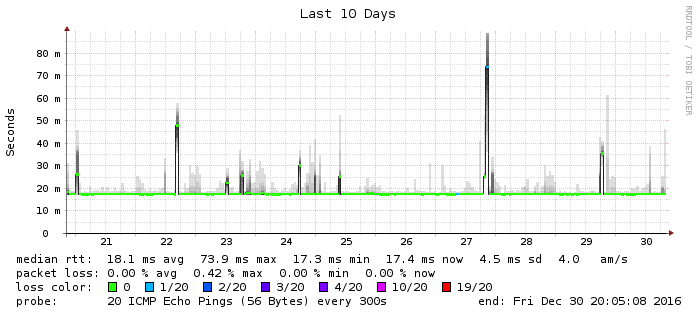 Last 10 Days
RRDTOOL / TOBI OETIKER
Seconds
80 m
70 m
60 m
50 m
40 m
30 m
20 m
10 m
0
21 22 23 24 25 26 27 28 29 30
median rtt: 18.1 ms avg 73.9 ms max 17.3 ms min 17.4 ms now 4.5 ms sd 4.0 am/s
packet loss: 0.00 % avg 0.42 % max 0.00 % min 0.00 % now
loss color: 0 1/20 2/20 3/20 4/20 10/20 19/20
probe: 20 ICMP Echo Pings (56 Bytes) every 300s end: Fri Dec 30 20:05:08 2016